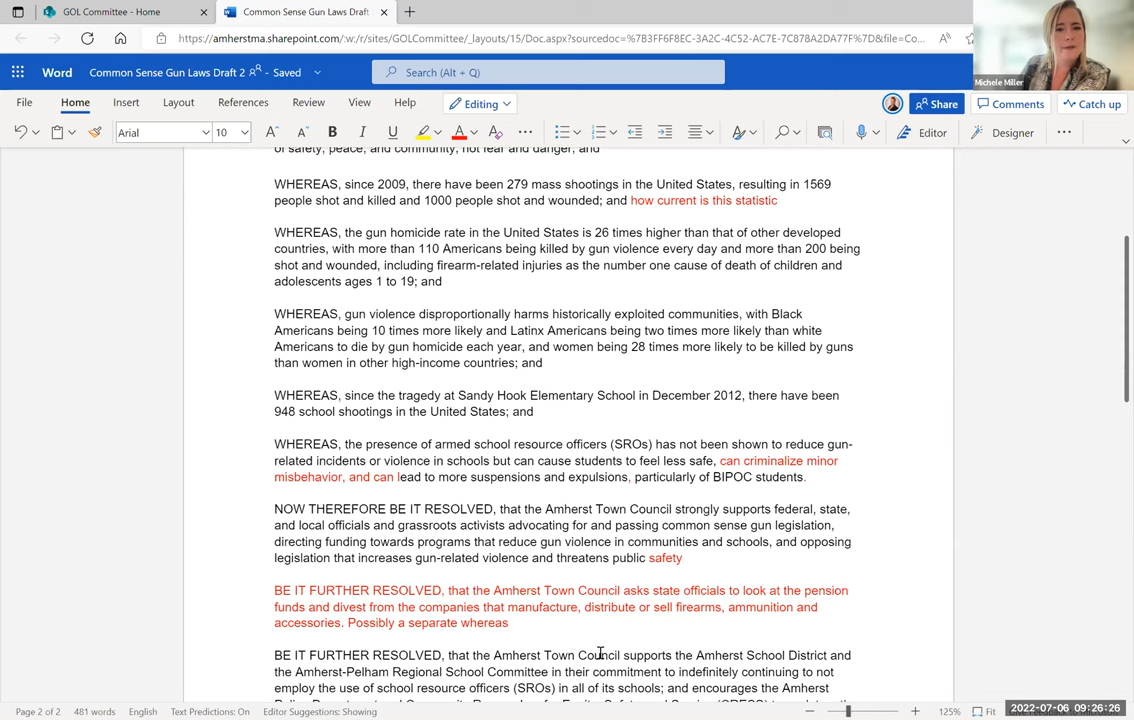 GOL Committee - Home
Common Sense Gun Laws Draft
https://amherstma.sharepoint.com/:w:/r/sites/GOLCommittee/_layouts/15/Doc.aspx?sourcedoc=%7B3FF6F8EC-3A2C-4C52-AC7E-7C878A2DA77F%7D&file=Co...
Word Common Sense Gun Laws Draft 2 - Saved Search (Alt + Q)
Michele Miller
File Home Insert Layout References Review View Help Editing Share Comments Catch up
Arial 10 B I U A Editor Designer
of safety, peace, and community, not fear and danger; and
WHEREAS, since 2009, there have been 279 mass shootings in the United States, resulting in 1569
people shot and killed and 1000 people shot and wounded; and how current is this statistic
WHEREAS, the gun homicide rate in the United States is 26 times higher than that of other developed
countries, with more than 110 Americans being killed by gun violence every day and more than 200 being
shot and wounded, including firearm-related injuries as the number one cause of death of children and
adolescents ages 1 to 19; and
WHEREAS, gun violence disproportionally harms historically exploited communities, with Black
Americans being 10 times more likely and Latinx Americans being two times more likely than white
Americans to die by gun homicide each year, and women being 28 times more likely to be killed by guns
than women in other high-income countries; and
WHEREAS, since the tragedy at Sandy Hook Elementary School in December 2012, there have been
948 school shootings in the United States; and
WHEREAS, the presence of armed school resource officers (SROs) has not been shown to reduce gun-
related incidents or violence in schools but can cause students to feel less safe, can criminalize minor
misbehavior, and can lead to more suspensions and expulsions, particularly of BIPOC students.
NOW THEREFORE BE IT RESOLVED, that the Amherst Town Council strongly supports federal, state,
and local officials and grassroots activists advocating for and passing common sense gun legislation,
directing funding towards programs that reduce gun violence in communities and schools, and opposing
legislation that increases gun-related violence and threatens public safety
BE IT FURTHER RESOLVED, that the Amherst Town Council asks state officials to look at the pension
funds and divest from the companies that manufacture, distribute or sell firearms, ammunition and
accessories. Possibly a separate whereas
BE IT FURTHER RESOLVED, that the Amherst Town Council supports the Amherst School District and
the Amherst-Pelham Regional School Committee in their commitment to indefinitely continuing to not
employ the use of school resource officers (SROs) in all of its schools; and encourages the Amherst
Page 2 of 2 481 words English Text Predictions: On Editor Suggestions: Showing 125% Fit
2022-07-06 09:26:26